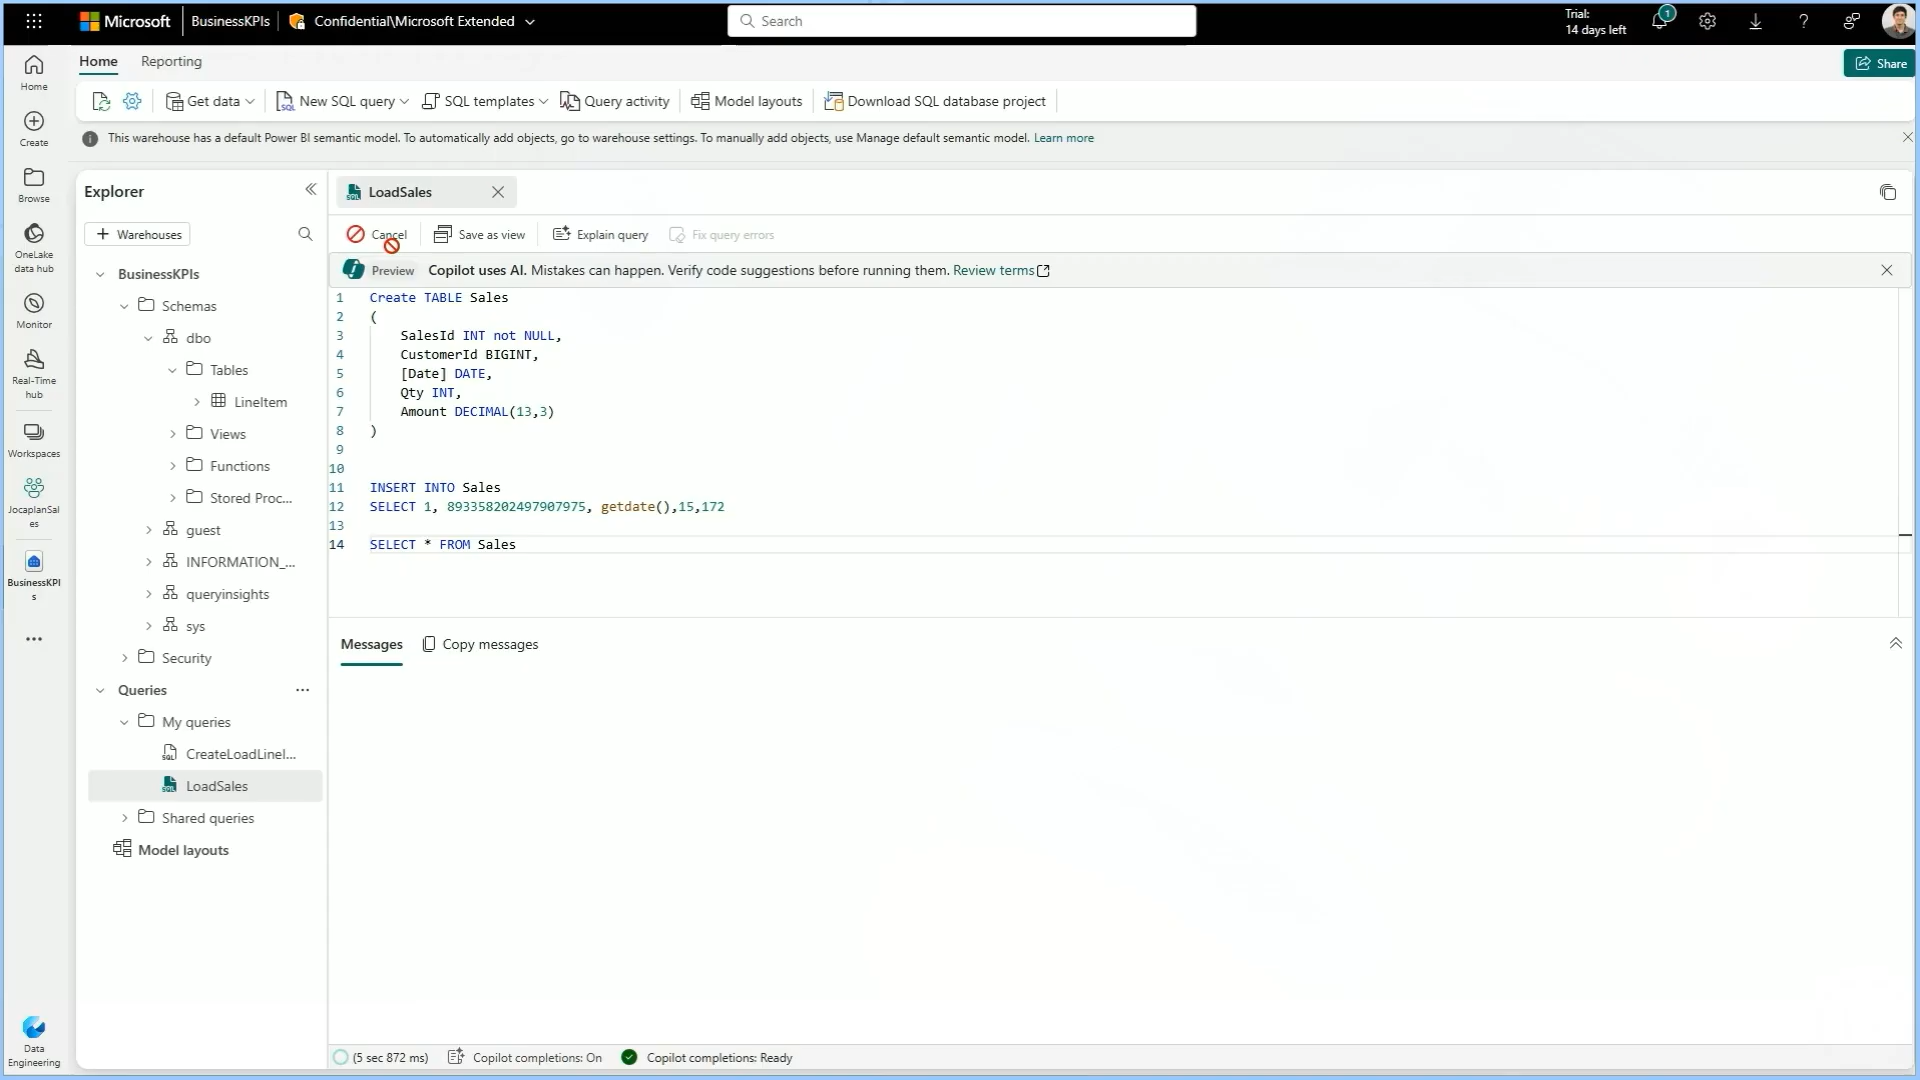 Microsoft
BusinessKPIs
Confidential\Microsoft Extended
Search
Trial:
14 days left
1
Home
Reporting
Share
Get data
New SQL query
SQL templates
Query activity
Model layouts
Download SQL database project
This warehouse has a default Power BI semantic model. To automatically add objects, go to warehouse settings. To manually add objects, use Manage default semantic model. Learn more
Home
Create
Browse
OneLake
data hub
Monitor
Real-Time
hub
Workspaces
JocaplanSal
es
BusinessKPI
s
Data
Engineering
Explorer
Warehouses
BusinessKPIs
Schemas
dbo
Tables
LineItem
Views
Functions
Stored Proc...
guest
INFORMATION_...
queryinsights
sys
Security
Queries
My queries
CreateLoadLineI...
LoadSales
Shared queries
Model layouts
LoadSales
Cancel
Save as view
Explain query
Fix query errors
Preview
Copilot uses AI. Mistakes can happen. Verify code suggestions before running them. Review terms
1 Create TABLE Sales
2 (
3 SalesId INT not NULL,
4 CustomerId BIGINT,
5 [Date] DATE,
6 Qty INT,
7 Amount DECIMAL(13,3)
8 )
9
10
11 INSERT INTO Sales
12 SELECT 1, 893358202497907975, getdate(),15,172
13
14 SELECT * FROM Sales
Messages
Copy messages
(5 sec 872 ms)
Copilot completions: On
Copilot completions: Ready